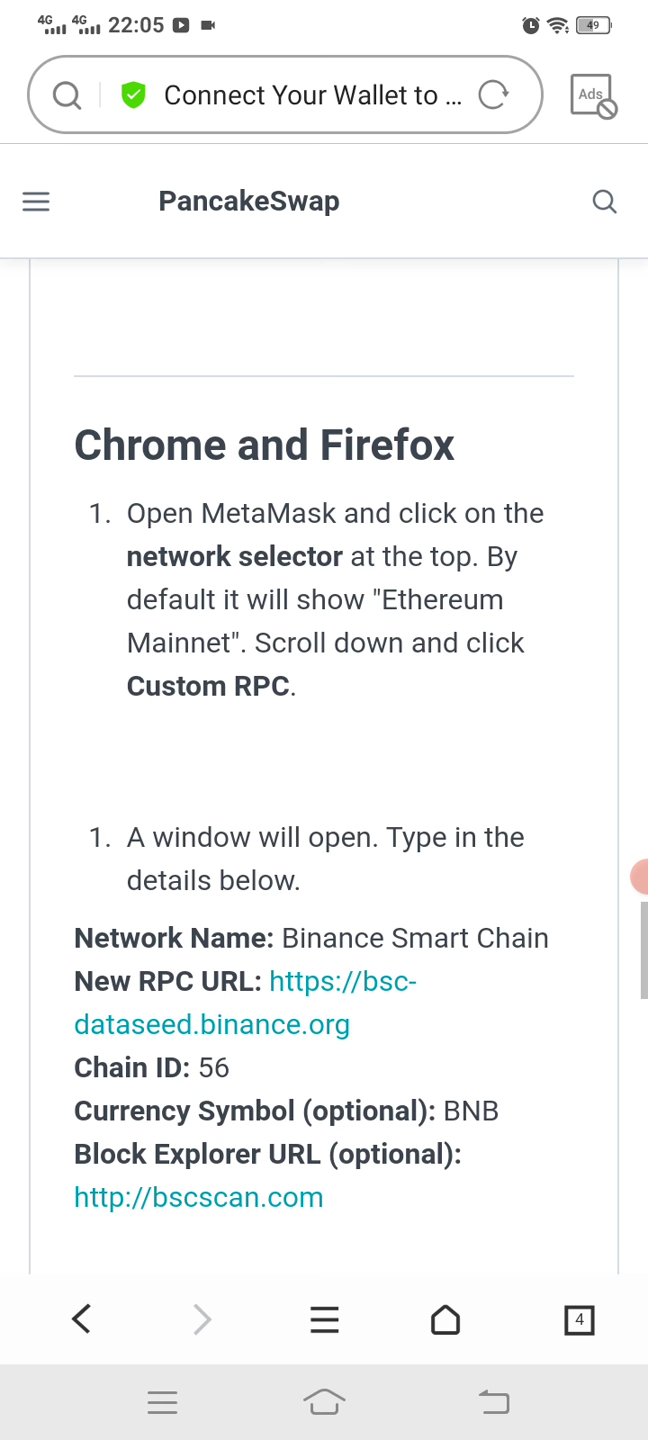 4G 4G 22:05 49
Connect Your Wallet to ... Ads
PancakeSwap
Chrome and Firefox
1. Open MetaMask and click on the
network selector at the top. By
default it will show "Ethereum
Mainnet". Scroll down and click
Custom RPC.
1. A window will open. Type in the
details below.
Network Name: Binance Smart Chain
New RPC URL: https://bsc-
dataseed.binance.org
Chain ID: 56
Currency Symbol (optional): BNB
Block Explorer URL (optional):
http://bscscan.com
4